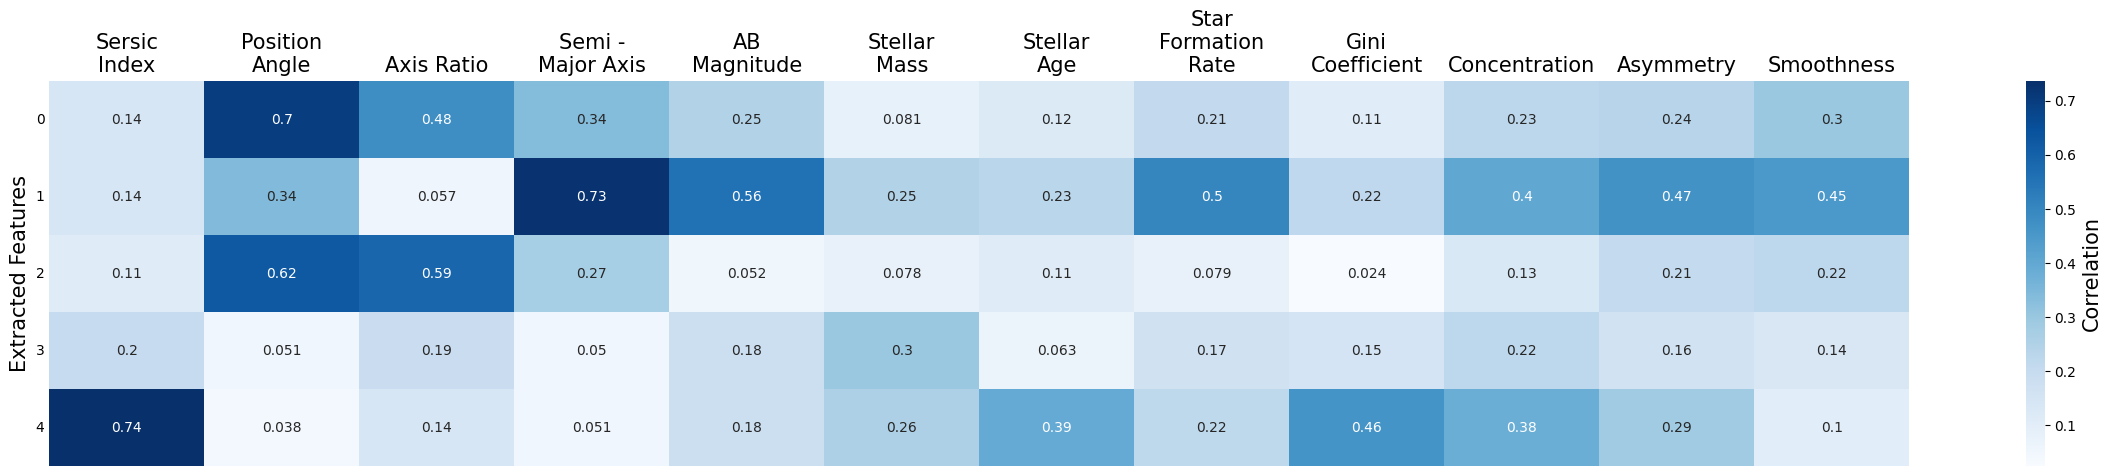 Star
Sersic Position Semi - AB Stellar Stellar Formation Gini
Index Angle Axis Ratio Major Axis Magnitude Mass Age Rate Coefficient Concentration Asymmetry Smoothness
0 0.14 0.7 0.48 0.34 0.25 0.081 0.12 0.21 0.11 0.23 0.24 0.3
1 0.14 0.34 0.057 0.73 0.56 0.25 0.23 0.5 0.22 0.4 0.47 0.45
2 0.11 0.62 0.59 0.27 0.052 0.078 0.11 0.079 0.024 0.13 0.21 0.22
3 0.2 0.051 0.19 0.05 0.18 0.3 0.063 0.17 0.15 0.22 0.16 0.14
4 0.74 0.038 0.14 0.051 0.18 0.26 0.39 0.22 0.46 0.38 0.29 0.1
Extracted Features
0.7
0.6
0.5
0.4
0.3
0.2
0.1
Correlation